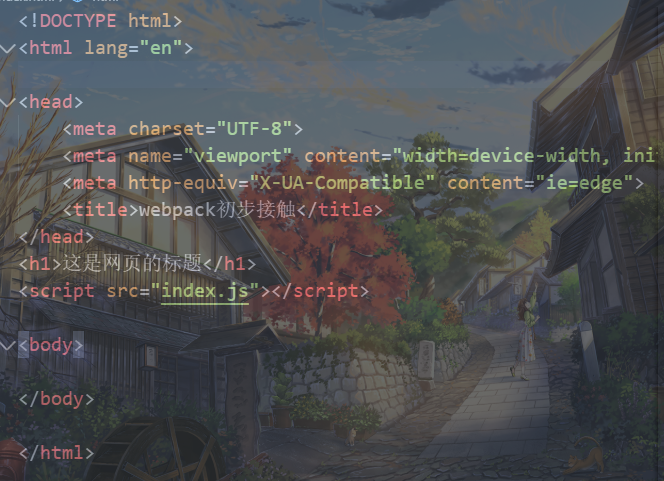 <!DOCTYPE html>
<html lang="en">
<head>
<meta charset="UTF-8">
<meta name="viewport" content="width=device-width, init
<meta http-equiv="X-UA-Compatible" content="ie=edge">
<title>webpack初步接触</title>
</head>
<h1>这是网页的标题</h1>
<script src="index.js"></script>
<body>
</body>
</html>